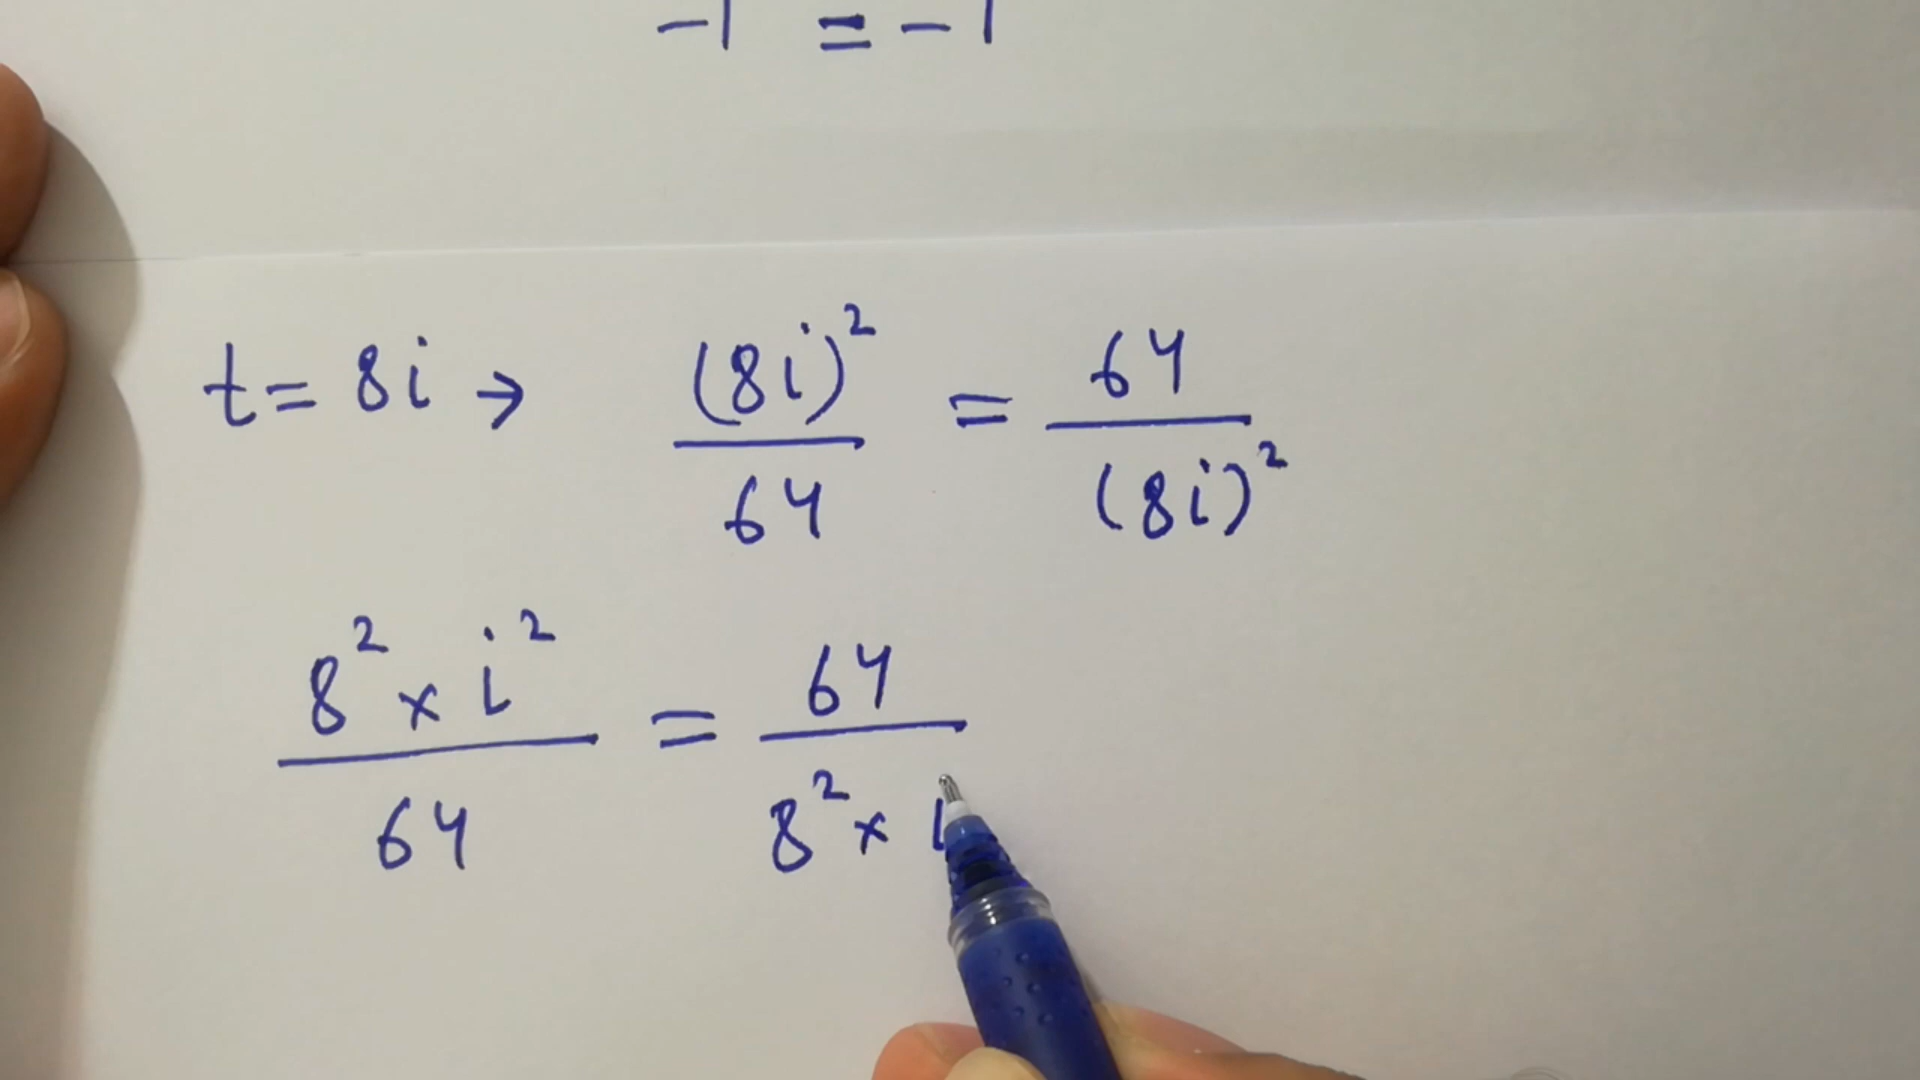 -1 = -1
t = 8i → (8i)² / 64 = 64 / (8i)²
8² × i² / 64 = 64 / 8² × i